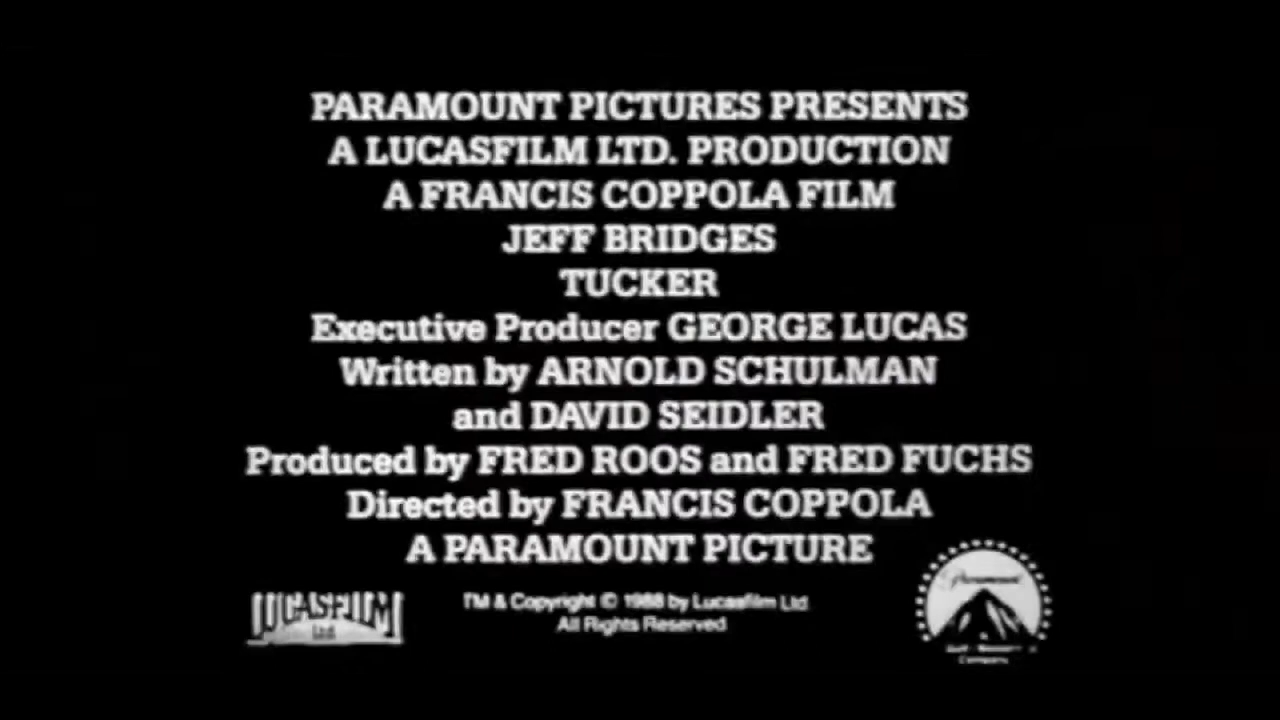 PARAMOUNT PICTURES PRESENTS
A LUCASFILM LTD. PRODUCTION
A FRANCIS COPPOLA FILM
JEFF BRIDGES
TUCKER
Executive Producer GEORGE LUCAS
Written by ARNOLD SCHULMAN
and DAVID SEIDLER
Produced by FRED ROOS and FRED FUCHS
Directed by FRANCIS COPPOLA
A PARAMOUNT PICTURE
LUCASFILM
Ltd
TM & Copyright © 1988 by Lucasfilm Ltd
All Rights Reserved
Paramount
Company